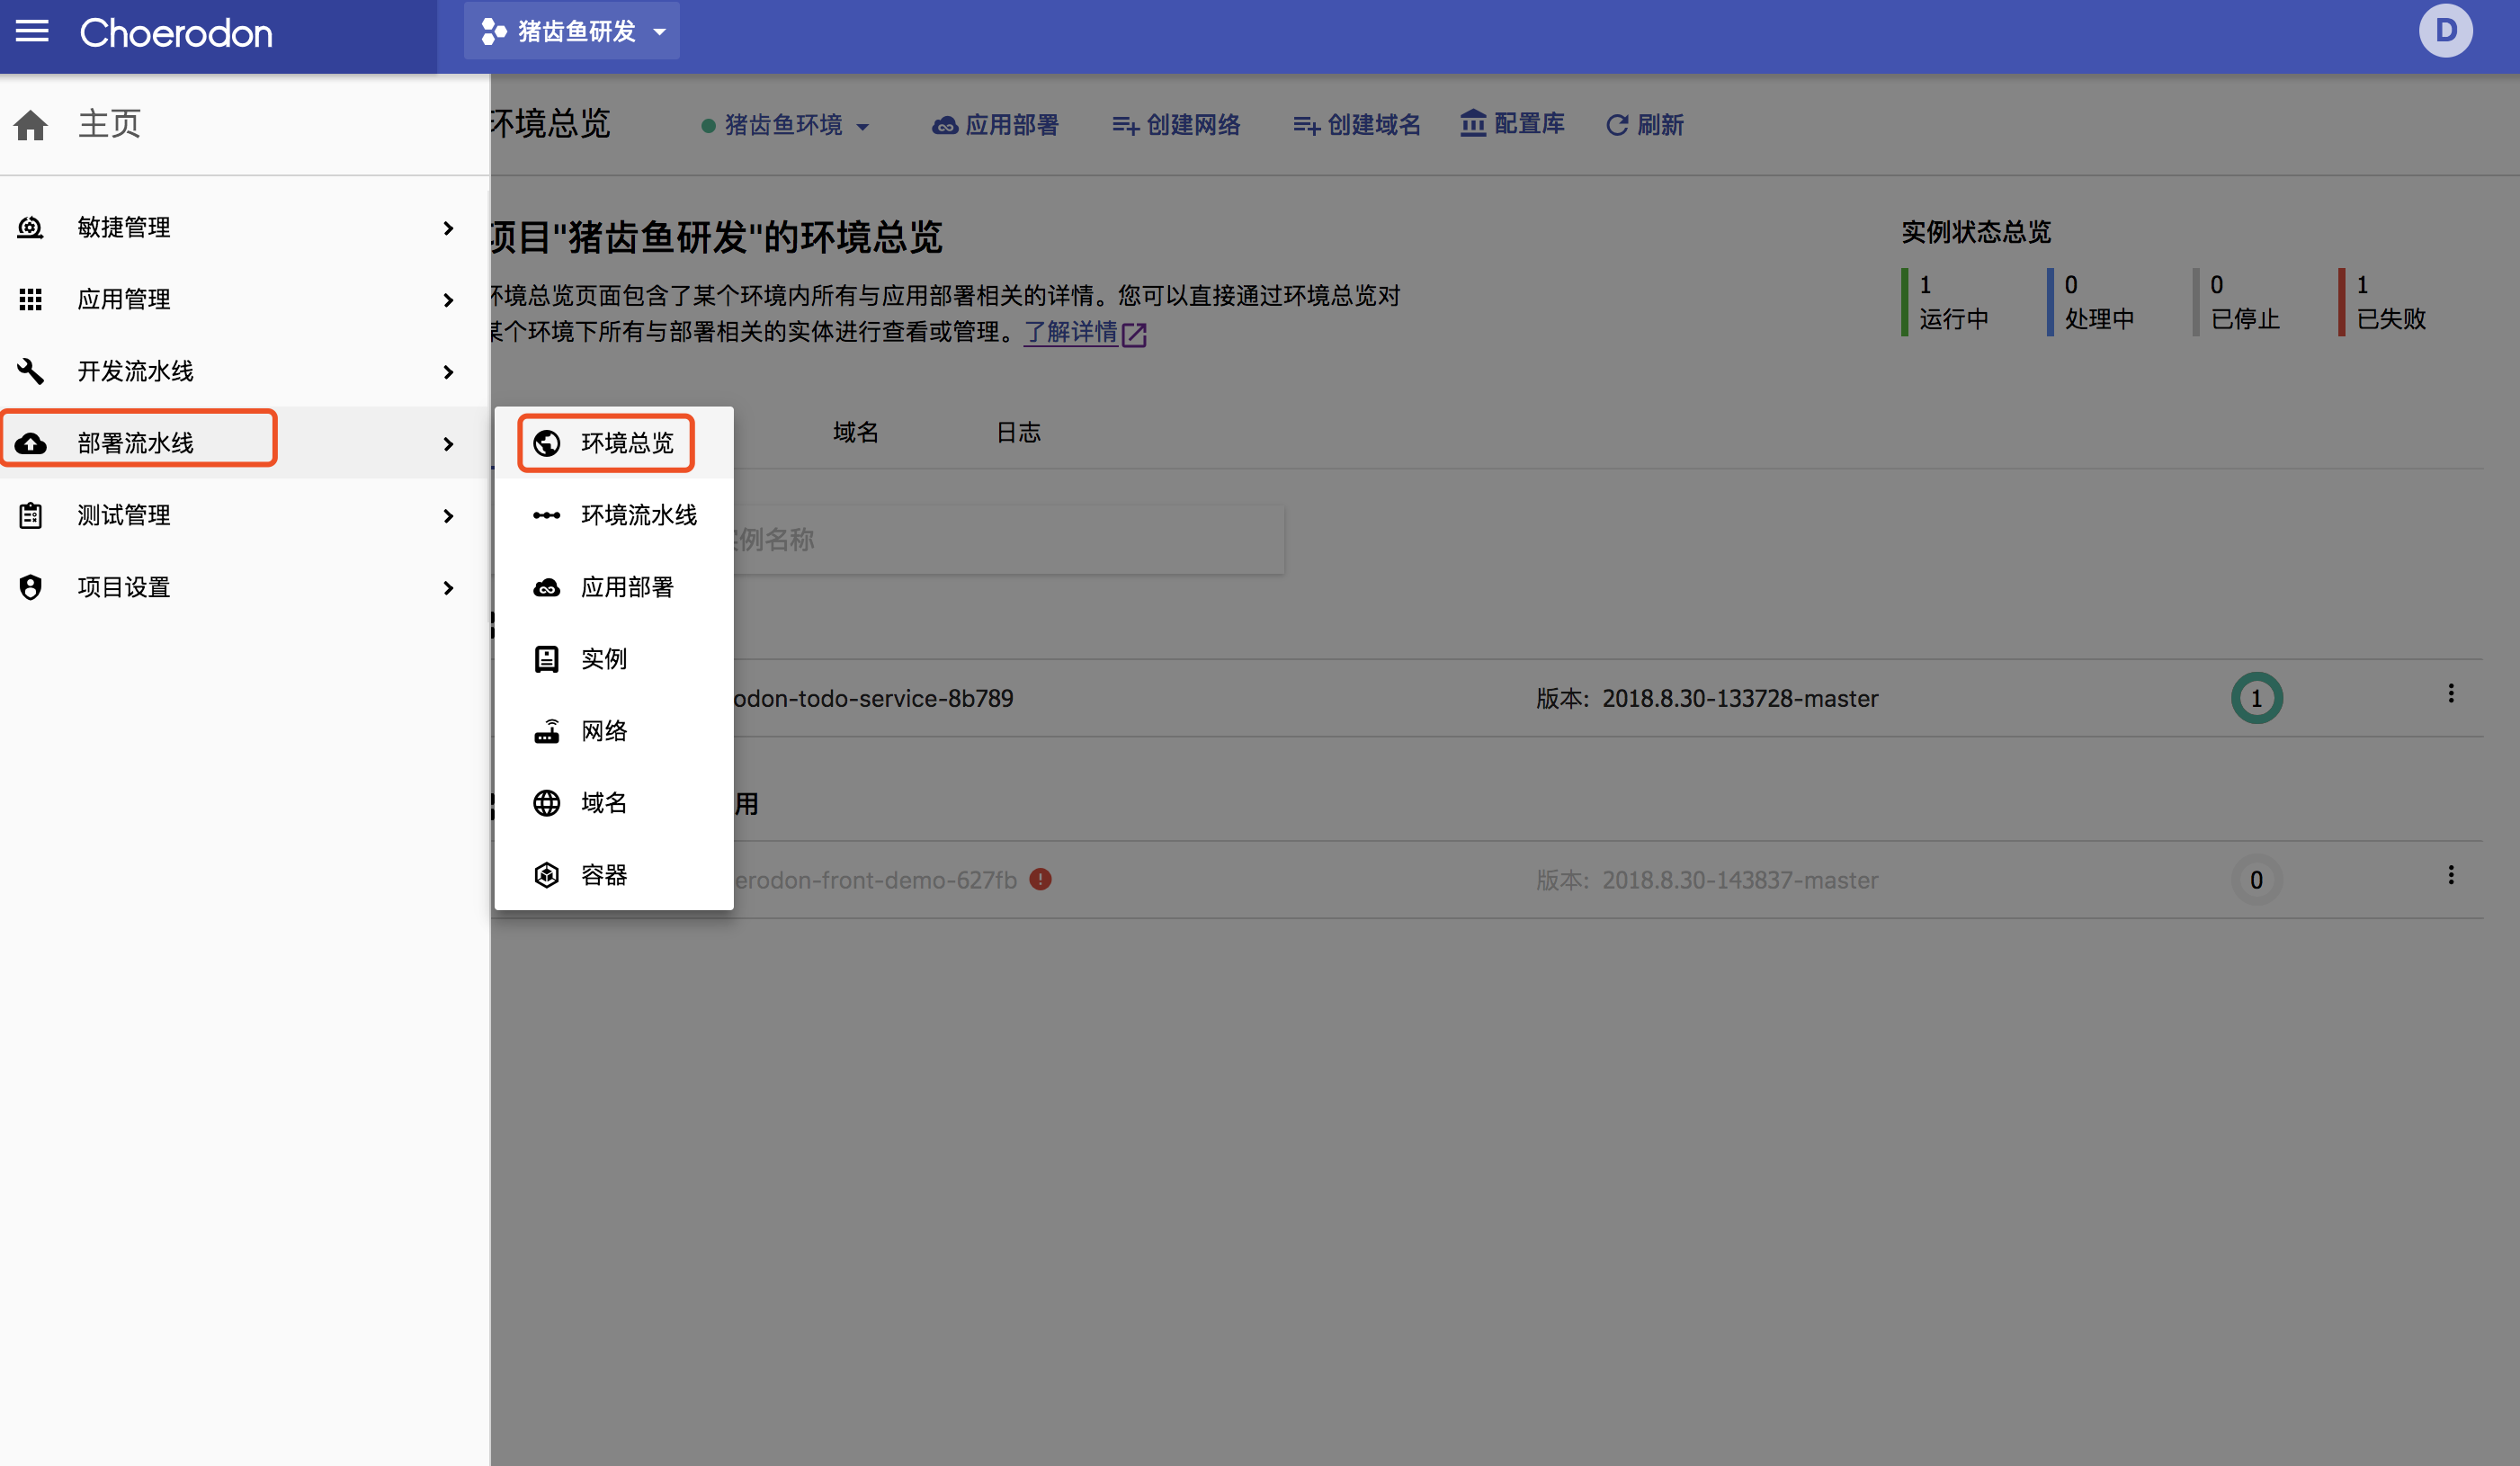 Choerodon
猪齿鱼研发
D
主页
环境总览
猪齿鱼环境
应用部署
创建网络
创建域名
配置库
刷新
敏捷管理
应用管理
开发流水线
部署流水线
测试管理
项目设置
环境总览
环境流水线
应用部署
实例
网络
域名
容器
项目"猪齿鱼研发"的环境总览
环境总览页面包含了某个环境内所有与应用部署相关的详情。您可以直接通过环境总览对
某个环境下所有与部署相关的实体进行查看或管理。了解详情
实例状态总览
1
运行中
0
处理中
0
已停止
1
已失败
域名
日志
实例名称
odon-todo-service-8b789
版本: 2018.8.30-133728-master
1
用
erodon-front-demo-627fb
版本: 2018.8.30-143837-master
0